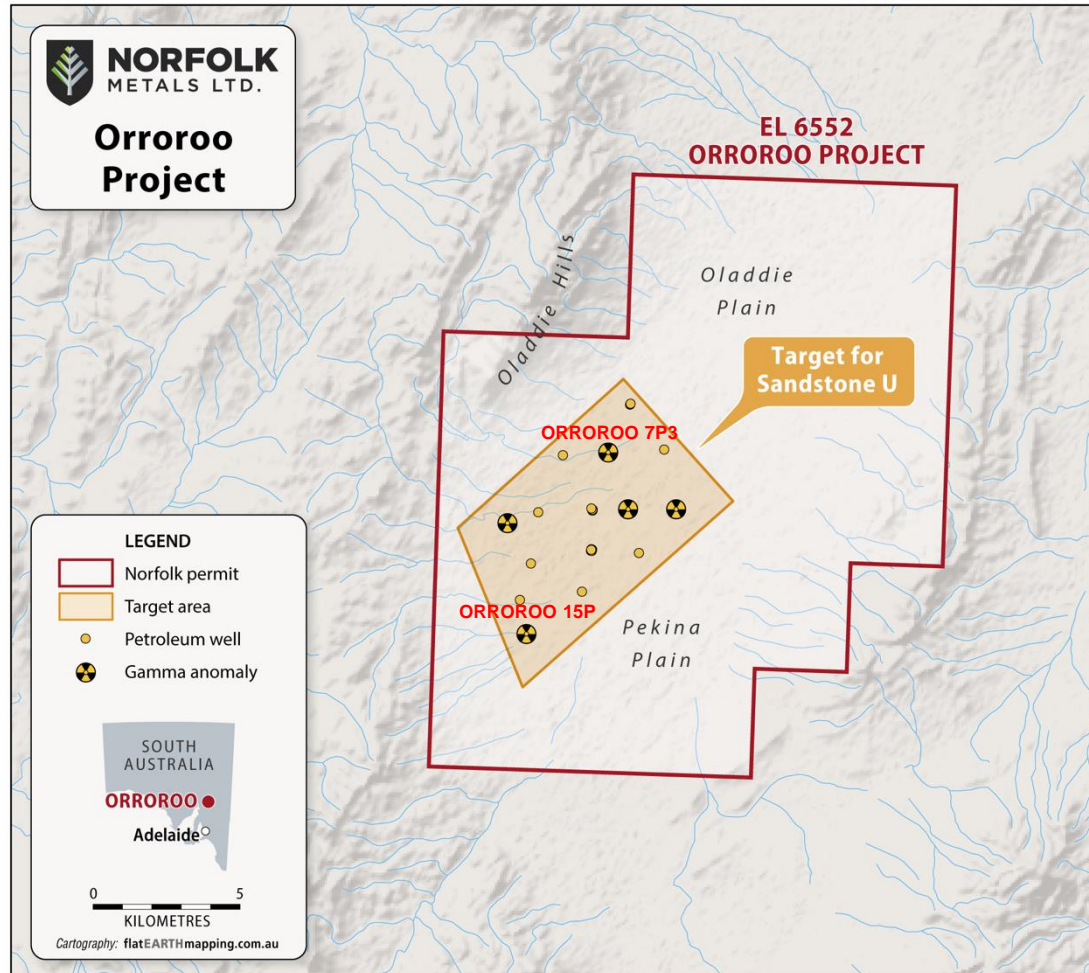 NORFOLK
METALS LTD.
Orroroo
Project
EL 6552
ORROROO PROJECT
Oladdie Hills
Oladdie
Plain
Target for
Sandstone U
ORROROO 7P3
ORROROO 15P
Pekina
Plain
LEGEND
Norfolk permit
Target area
Petroleum well
Gamma anomaly
SOUTH
AUSTRALIA
ORROROO
Adelaide
0 5
KILOMETRES
Cartography: flatEARTHmapping.com.au